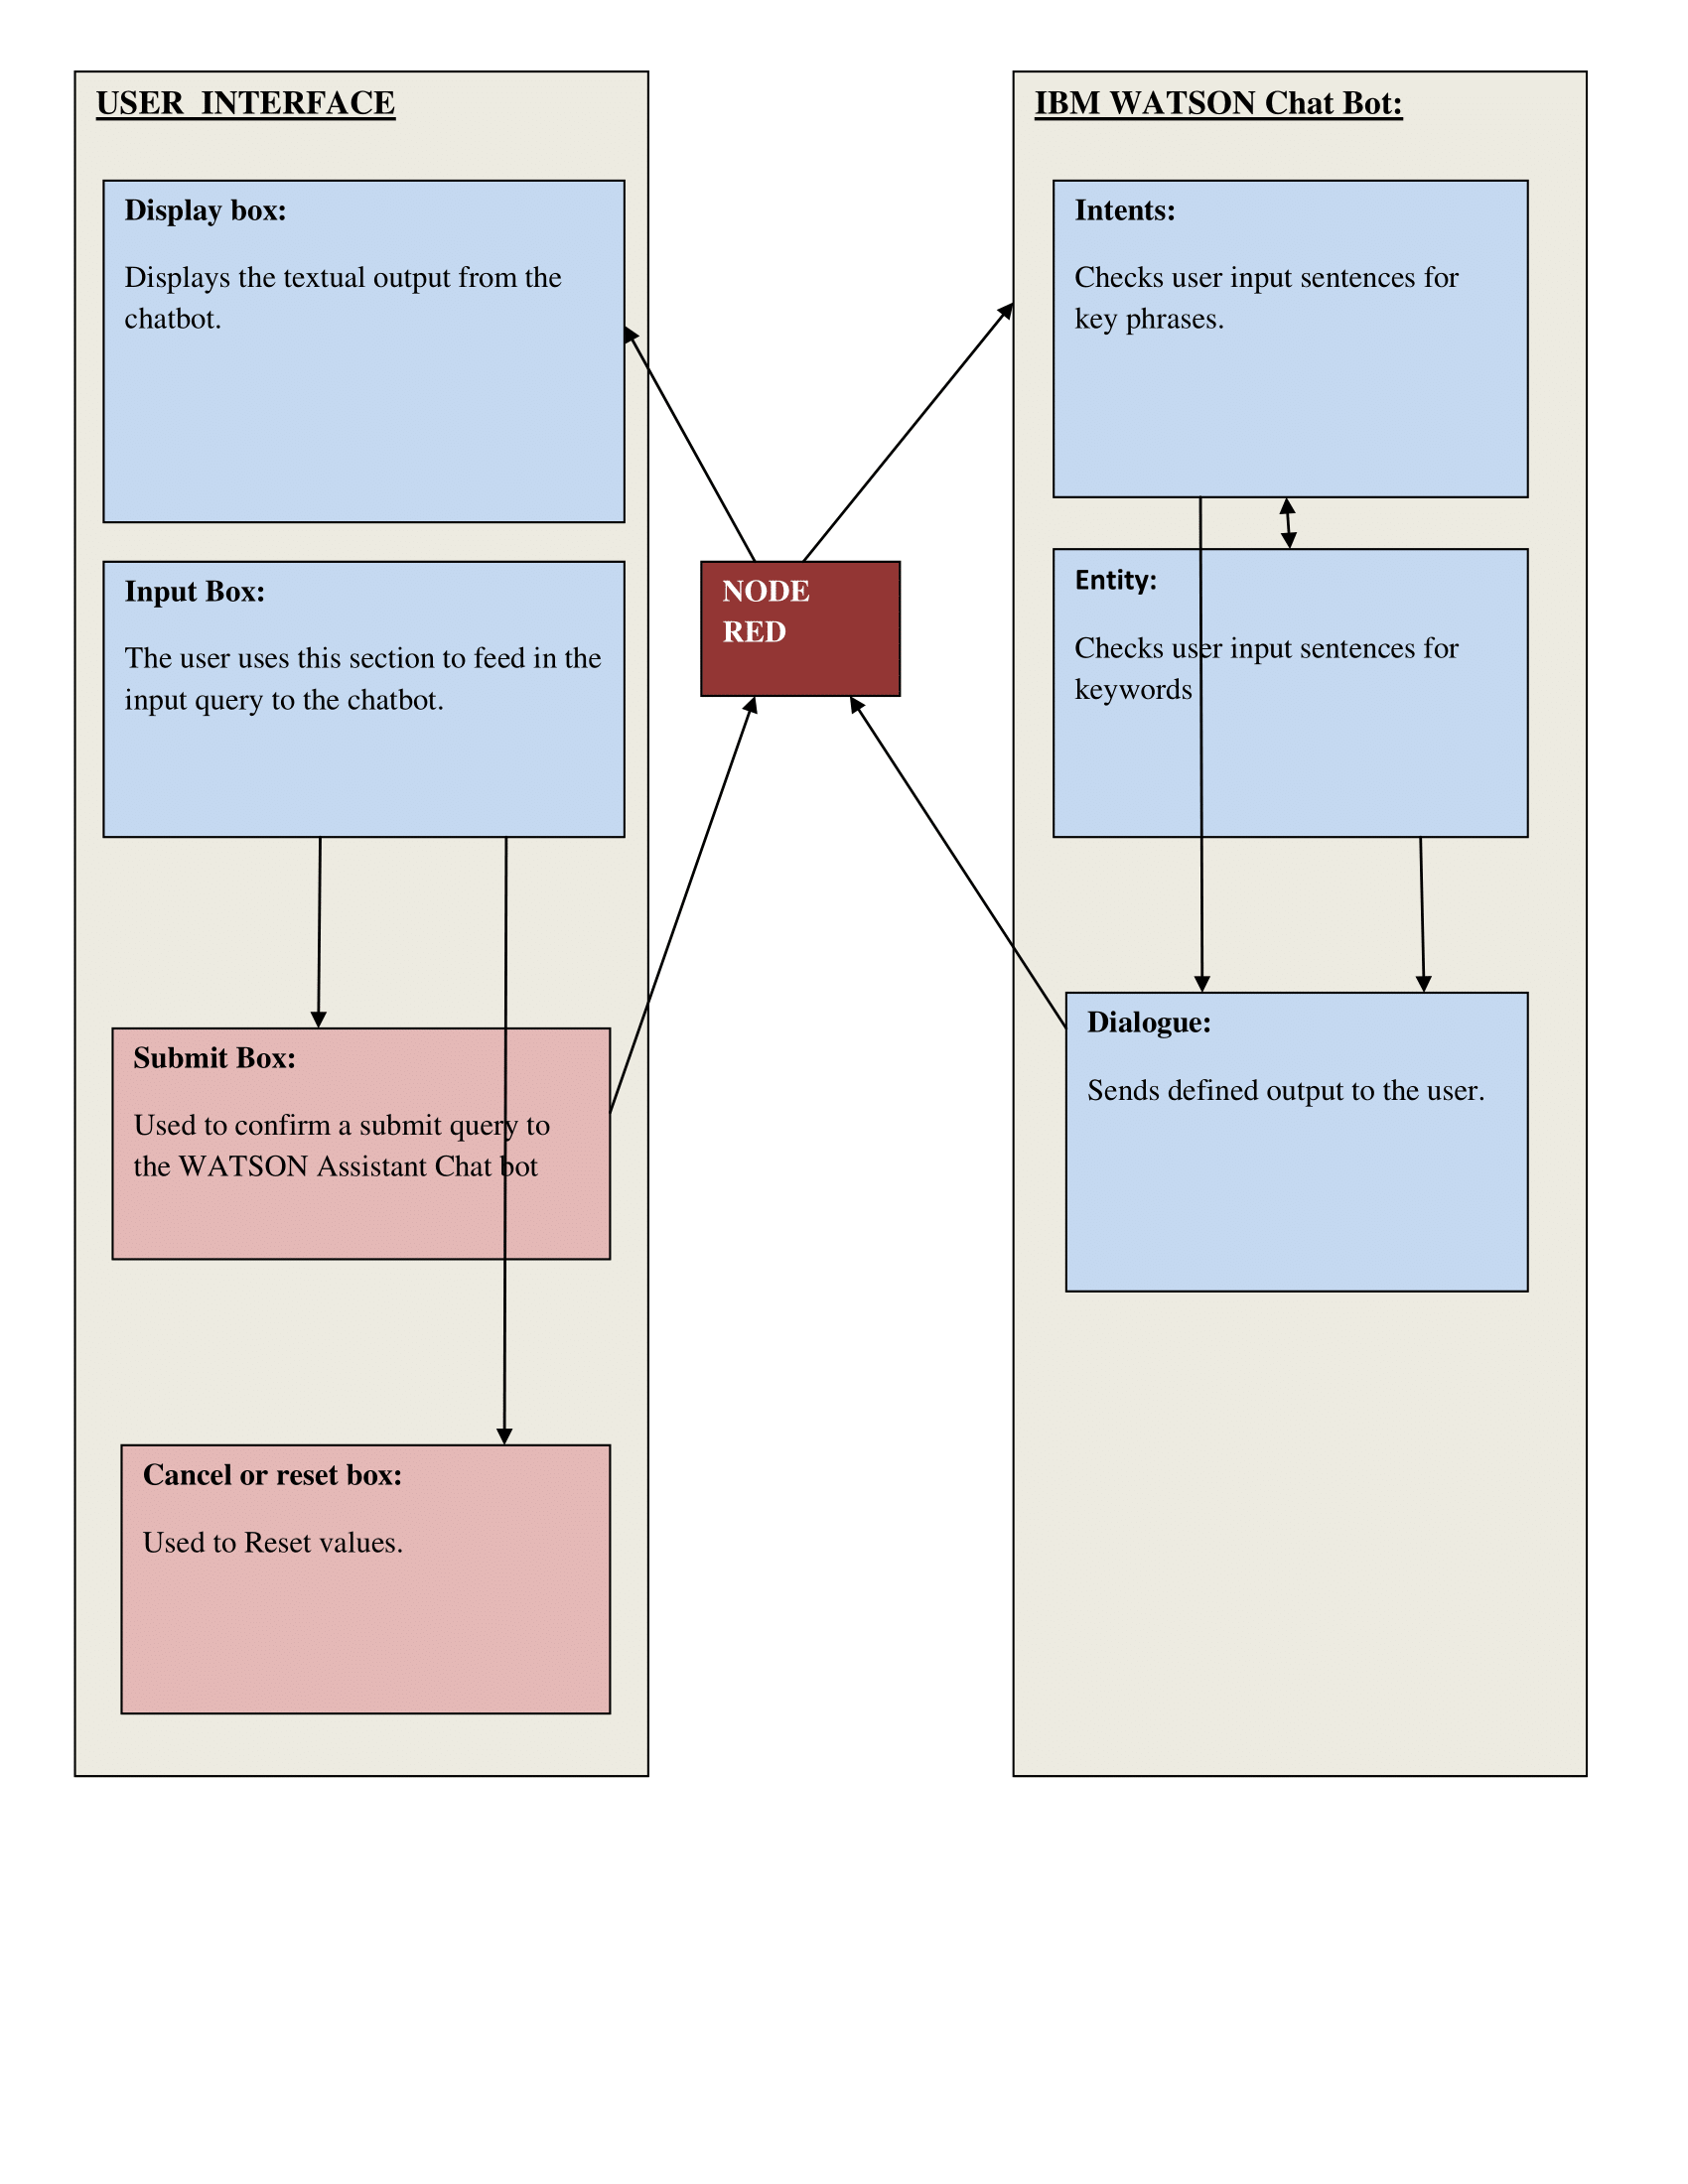 USER  INTERFACE
Display box:
Displays the textual output from the
chatbot.
Input Box:
The user uses this section to feed in the
input query to the chatbot.
Submit Box:
Used to confirm a submit query to
the WATSON Assistant Chat bot
Cancel or reset box:
Used to Reset values.
NODE
RED
IBM WATSON Chat Bot:
Intents:
Checks user input sentences for
key phrases.
Entity:
Checks user input sentences for
keywords
Dialogue:
Sends defined output to the user.